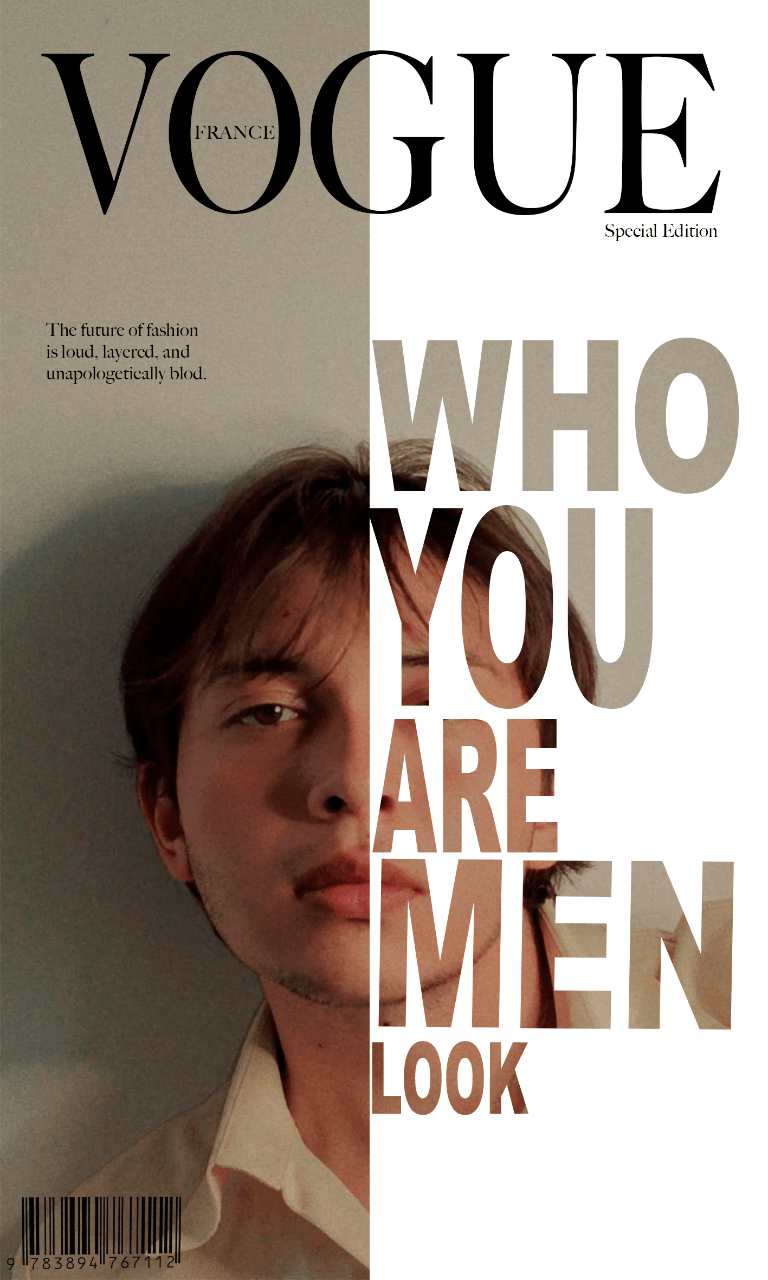 VOGUE
FRANCE
Special Edition
The future of fashion
is loud, layered, and
unapologetically blod.
WHO
YOU
ARE
MEN
LOOK
9 783894 767112